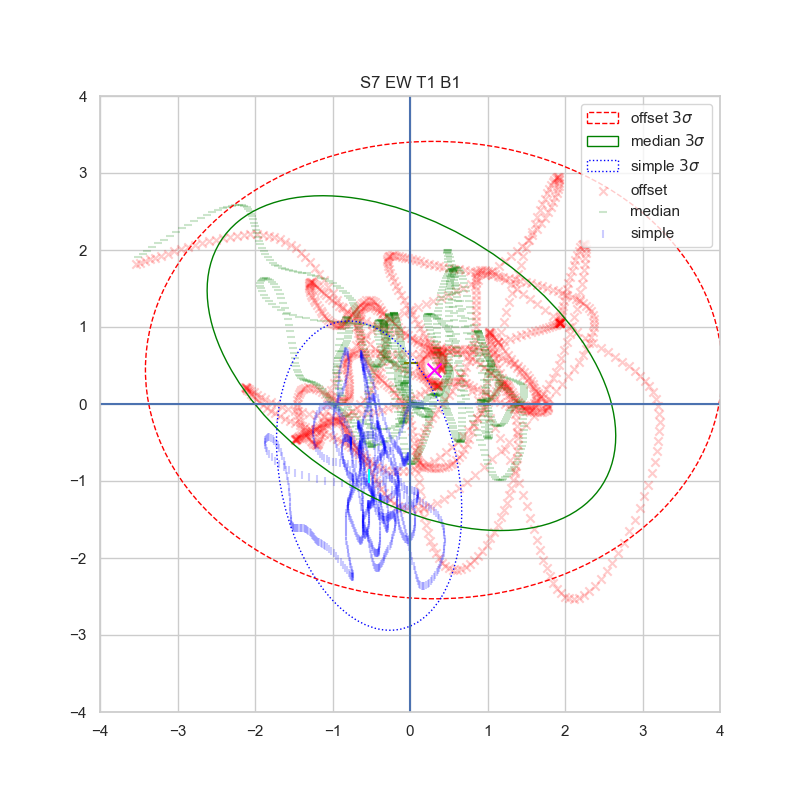 S7 EW T1 B1
offset 3σ
median 3σ
simple 3σ
offset
median
simple
4
3
2
1
0
−1
−2
−3
−4
−4 −3 −2 −1 0 1 2 3 4